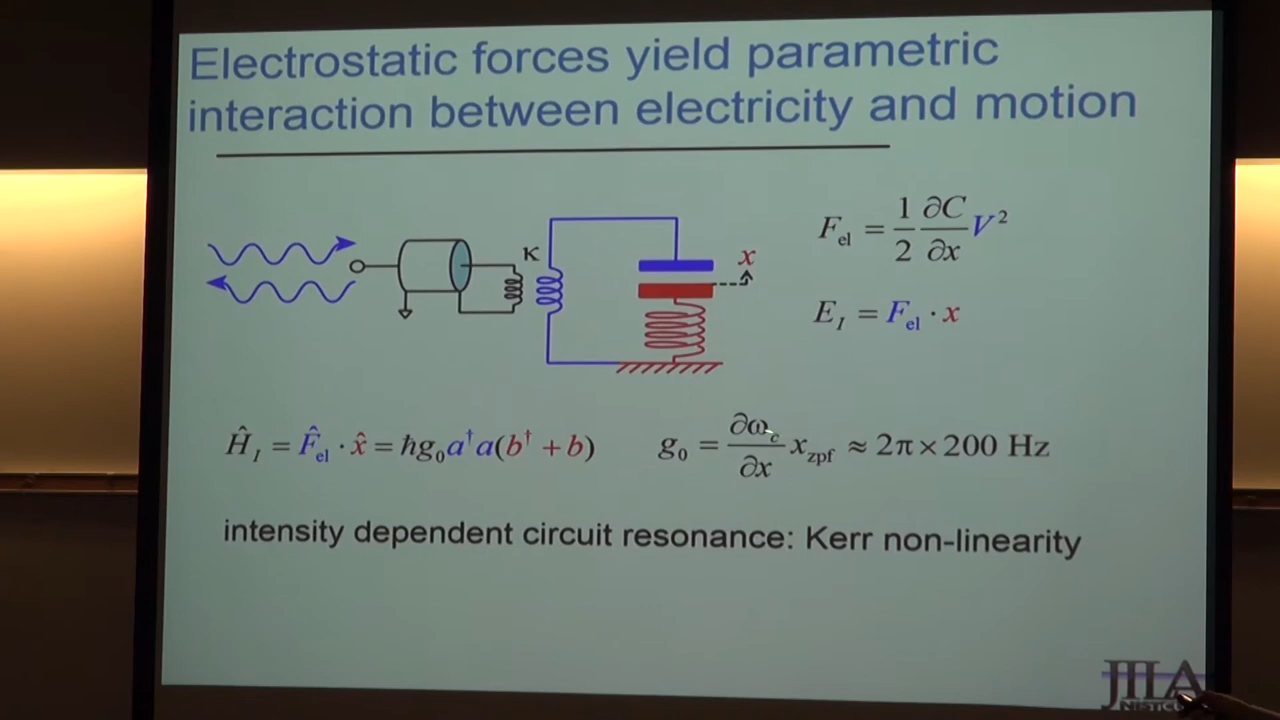 Electrostatic forces yield parametric
interaction between electricity and motion
κ
x
F_el = 1/2 ∂C/∂x V²
E_I = F_el · x
Ĥ_I = F̂_el · x̂ = ℏg₀a†a(b† + b)
g₀ = ∂ω_c/∂x x_zpf ≈ 2π × 200 Hz
intensity dependent circuit resonance: Kerr non-linearity
JILA